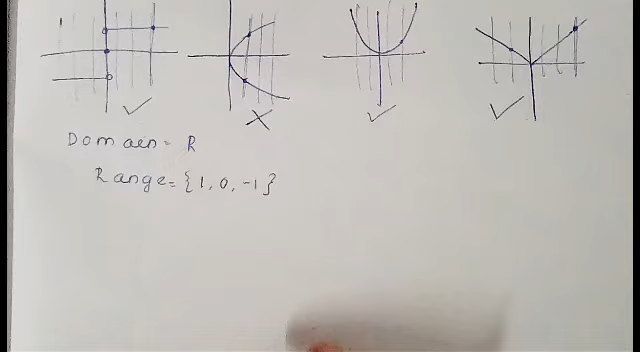 Domain = R
Range = {1, 0, -1}